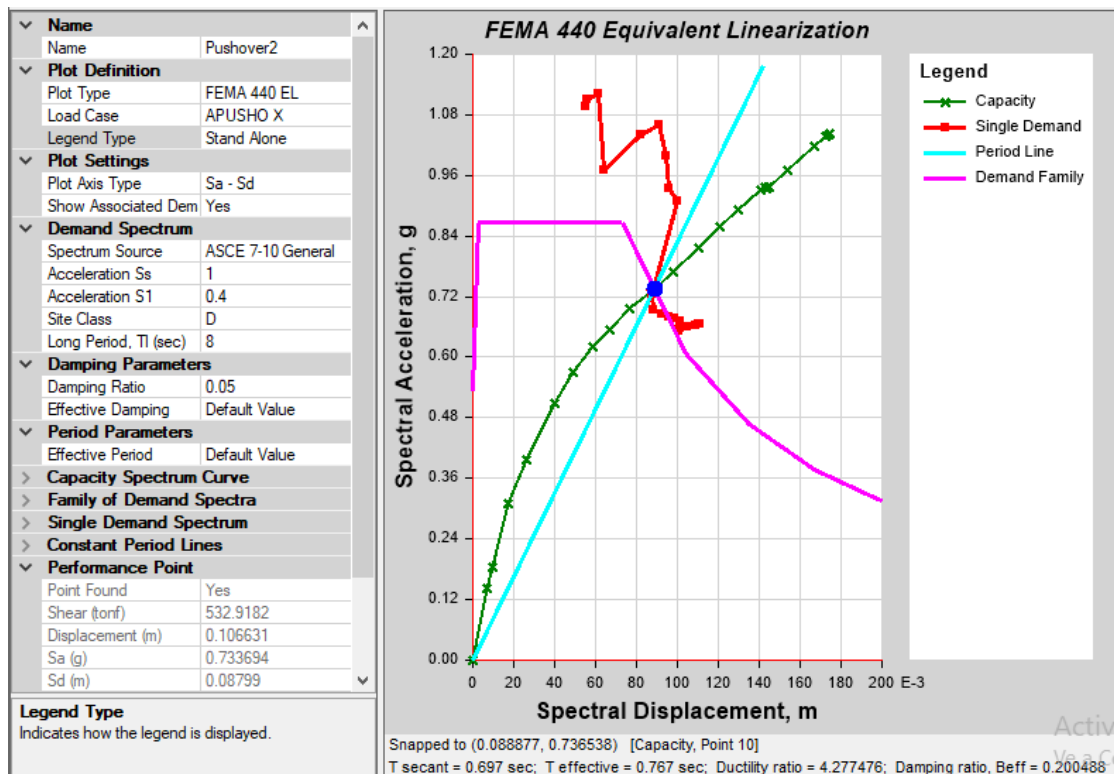 Name
Name Pushover2
Plot Definition
Plot Type FEMA 440 EL
Load Case APUSHO X
Legend Type Stand Alone
Plot Settings
Plot Axis Type Sa - Sd
Show Associated Dem Yes
Demand Spectrum
Spectrum Source ASCE 7-10 General
Acceleration Ss 1
Acceleration S1 0.4
Site Class D
Long Period, Tl (sec) 8
Damping Parameters
Damping Ratio 0.05
Effective Damping Default Value
Period Parameters
Effective Period Default Value
Capacity Spectrum Curve
Family of Demand Spectra
Single Demand Spectrum
Constant Period Lines
Performance Point
Point Found Yes
Shear (tonf) 532.9182
Displacement (m) 0.106631
Sa (g) 0.733694
Sd (m) 0.08799
Legend Type
Indicates how the legend is displayed.
FEMA 440 Equivalent Linearization
Spectral Acceleration, g
1.20
1.08
0.96
0.84
0.72
0.60
0.48
0.36
0.24
0.12
0.00
0 20 40 60 80 100 120 140 160 180 200 E-3
Spectral Displacement, m
Legend
Capacity
Single Demand
Period Line
Demand Family
Snapped to (0.088877, 0.736538) [Capacity, Point 10]
T secant = 0.697 sec; T effective = 0.767 sec; Ductility ratio = 4.277476; Damping ratio, Beff = 0.200488
Activ